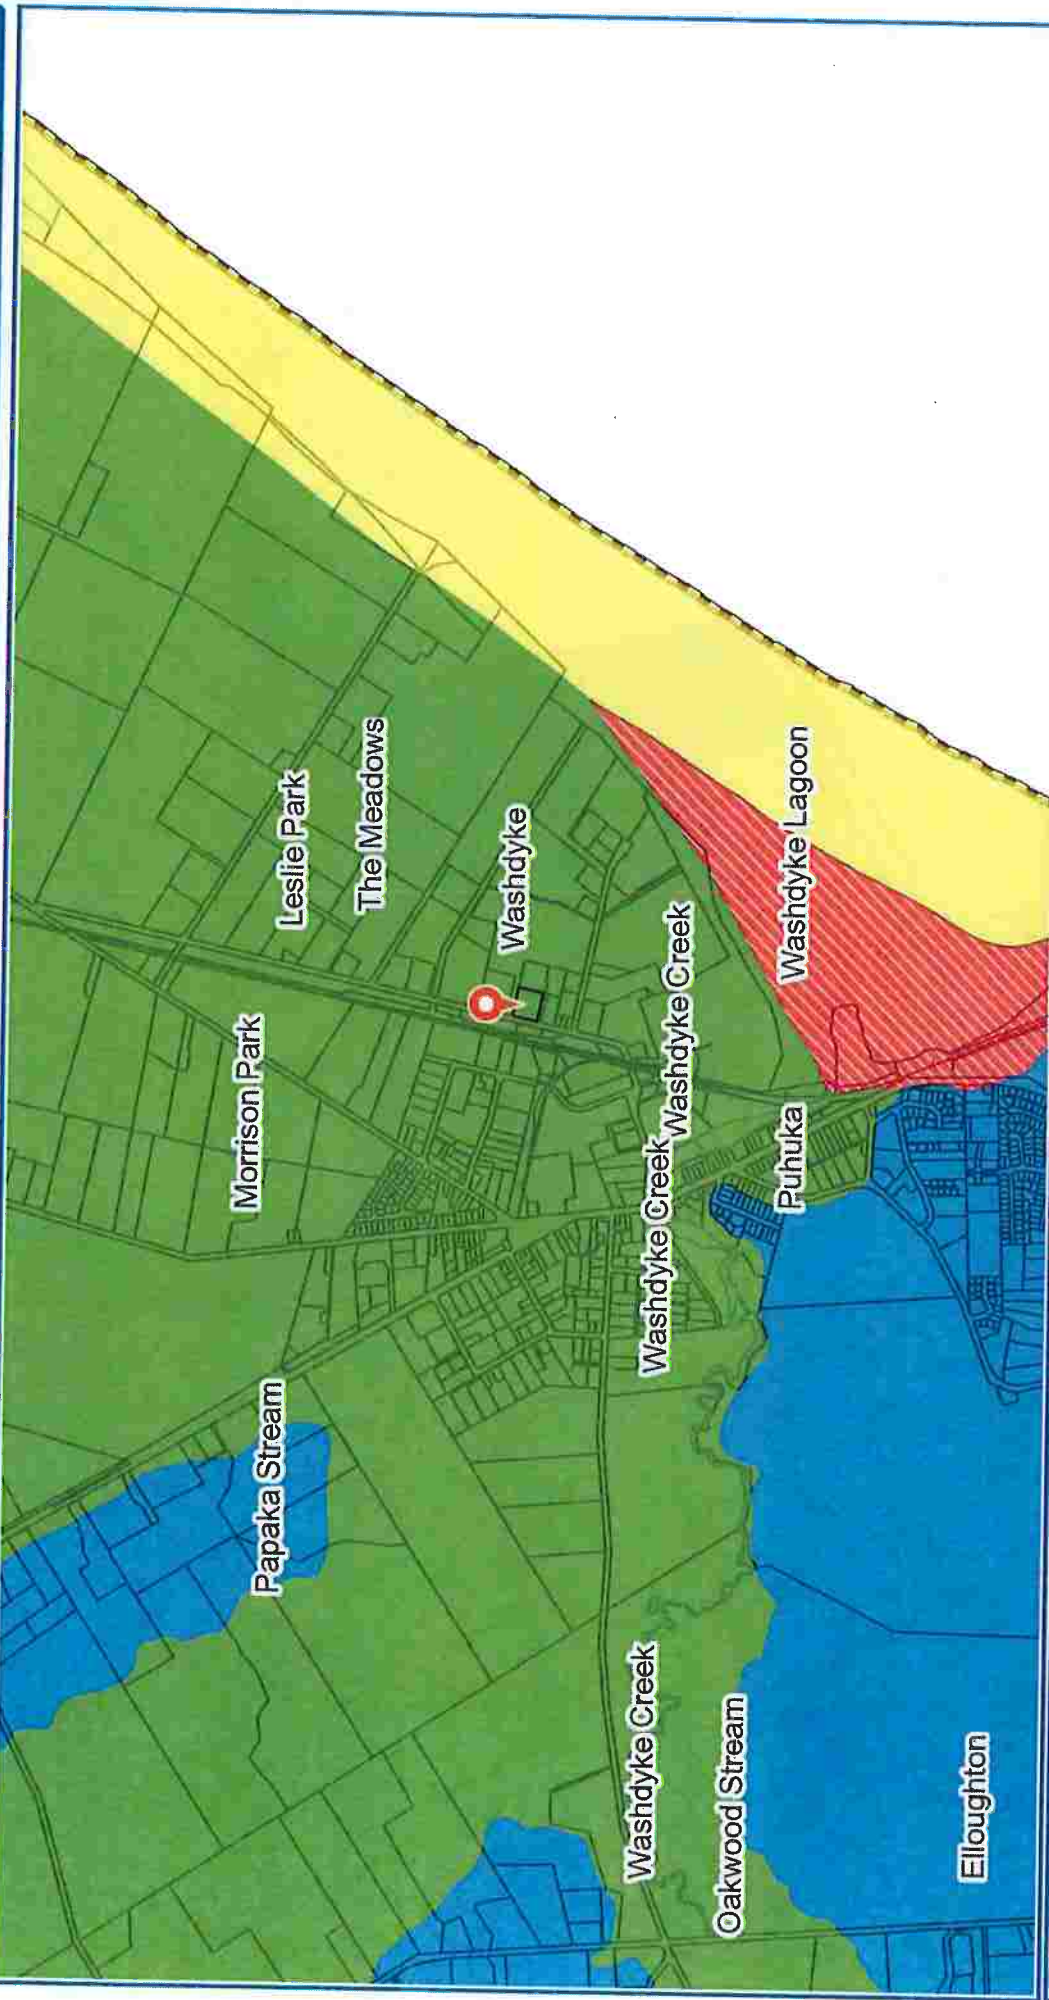 Papaka Stream
Morrison Park
Leslie Park
The Meadows
Washdyke
Washdyke Creek
Washdyke Creek
Washdyke Creek
Oakwood Stream
Puhuka
Washdyke Lagoon
Elloughton